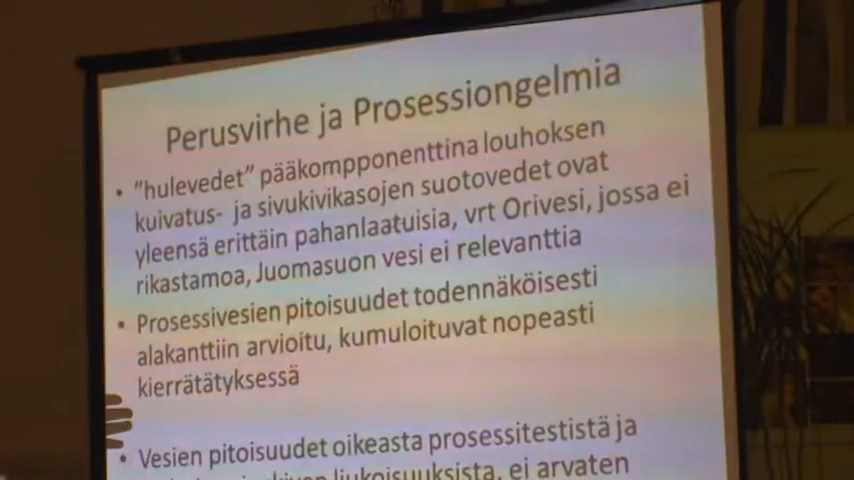 Perusvirhe ja Prosessiongelmia
• "hulevedet" pääkompponenttina louhoksen
kuivatus- ja sivukivikasojen suotovedet ovat
yleensä erittäin pahanlaatuisia, vrt Orivesi, jossa ei
rikastamoa, Juomasuon vesi ei relevanttia
• Prosessivesien pitoisuudet todennäköisesti
alakanttiin arvioitu, kumuloituvat nopeasti
kierrätätyksessä
• Vesien pitoisuudet oikeasta prosessitestistä ja
liukoisuuksista, ei arvaten